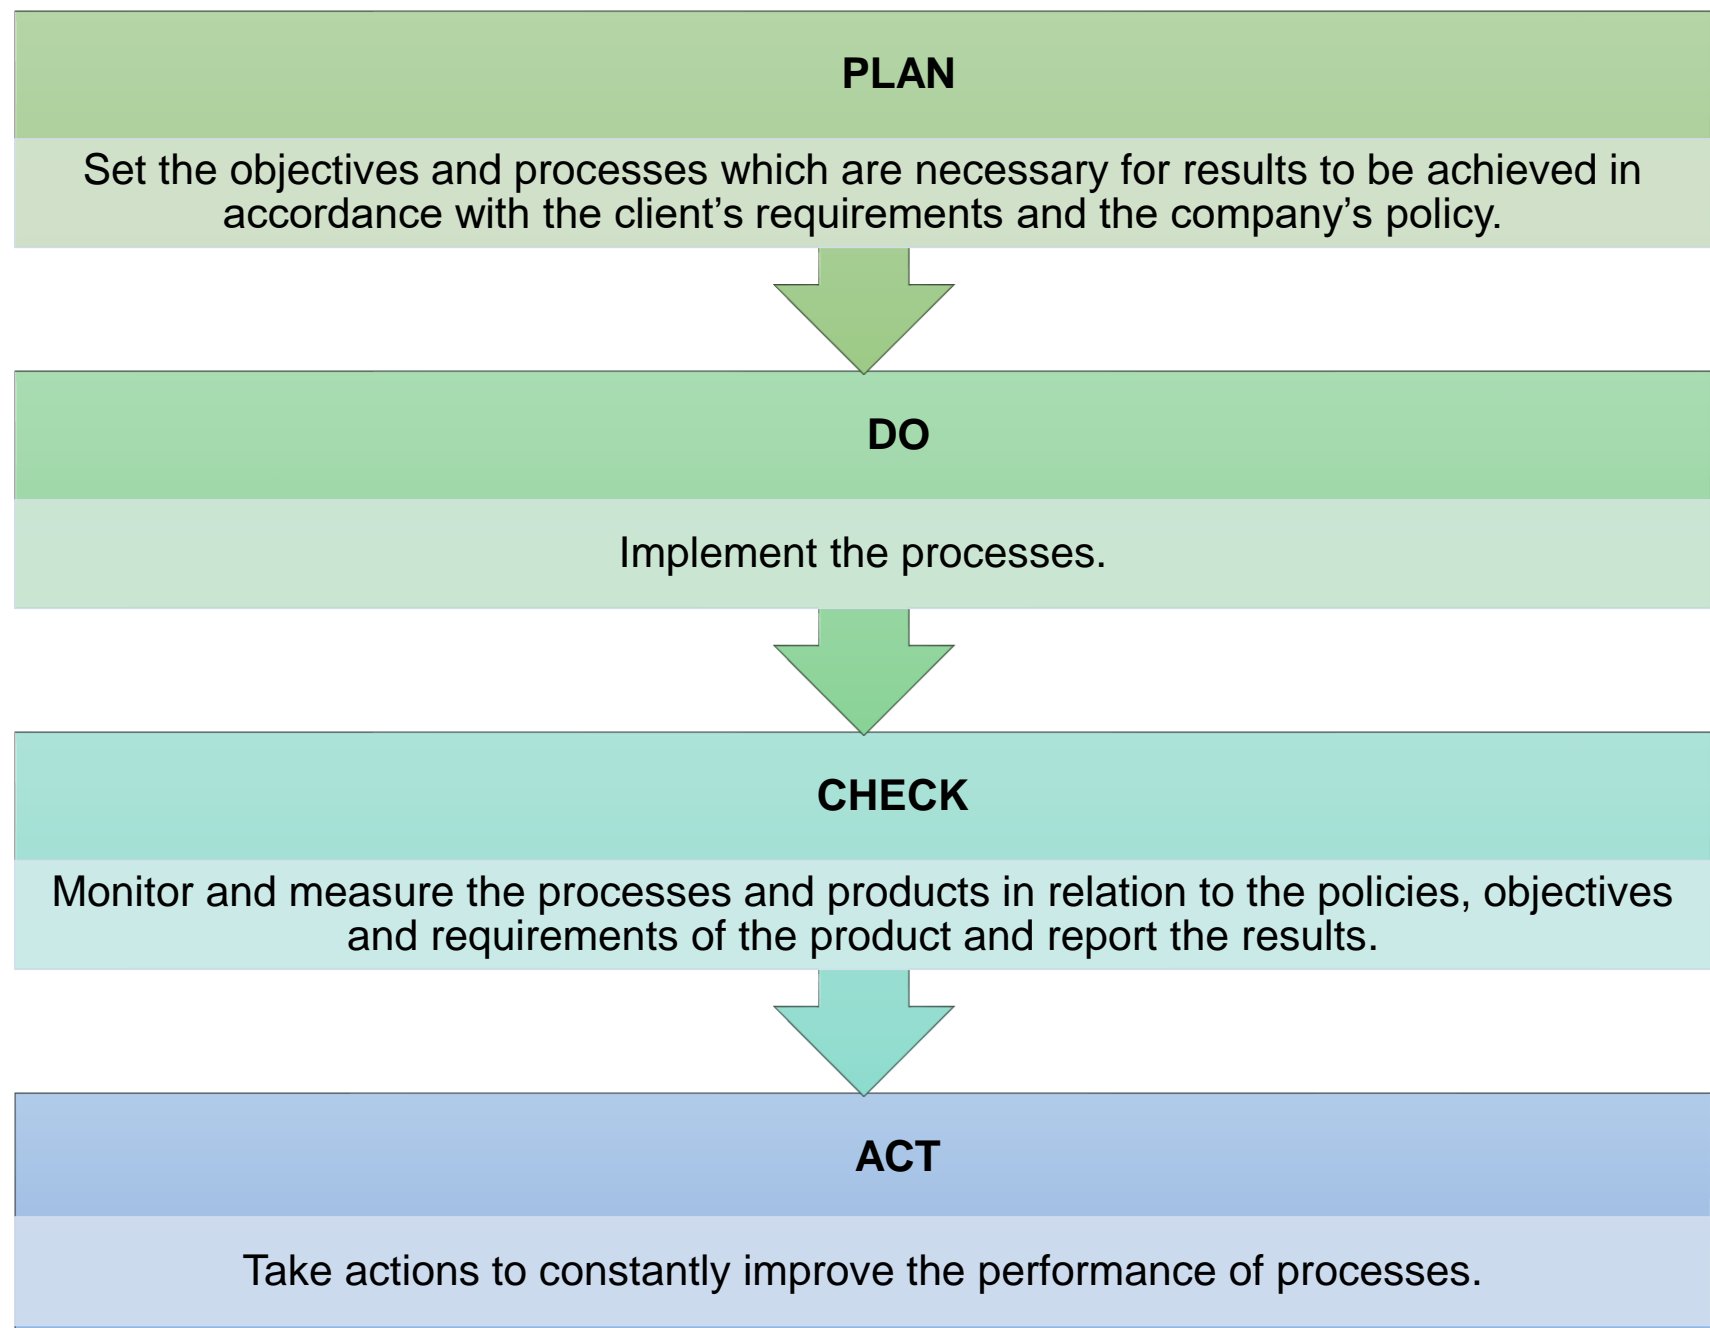 PLAN
Set the objectives and processes which are necessary for results to be achieved in
accordance with the client’s requirements and the company’s policy.
DO
Implement the processes.
CHECK
Monitor and measure the processes and products in relation to the policies, objectives
and requirements of the product and report the results.
ACT
Take actions to constantly improve the performance of processes.